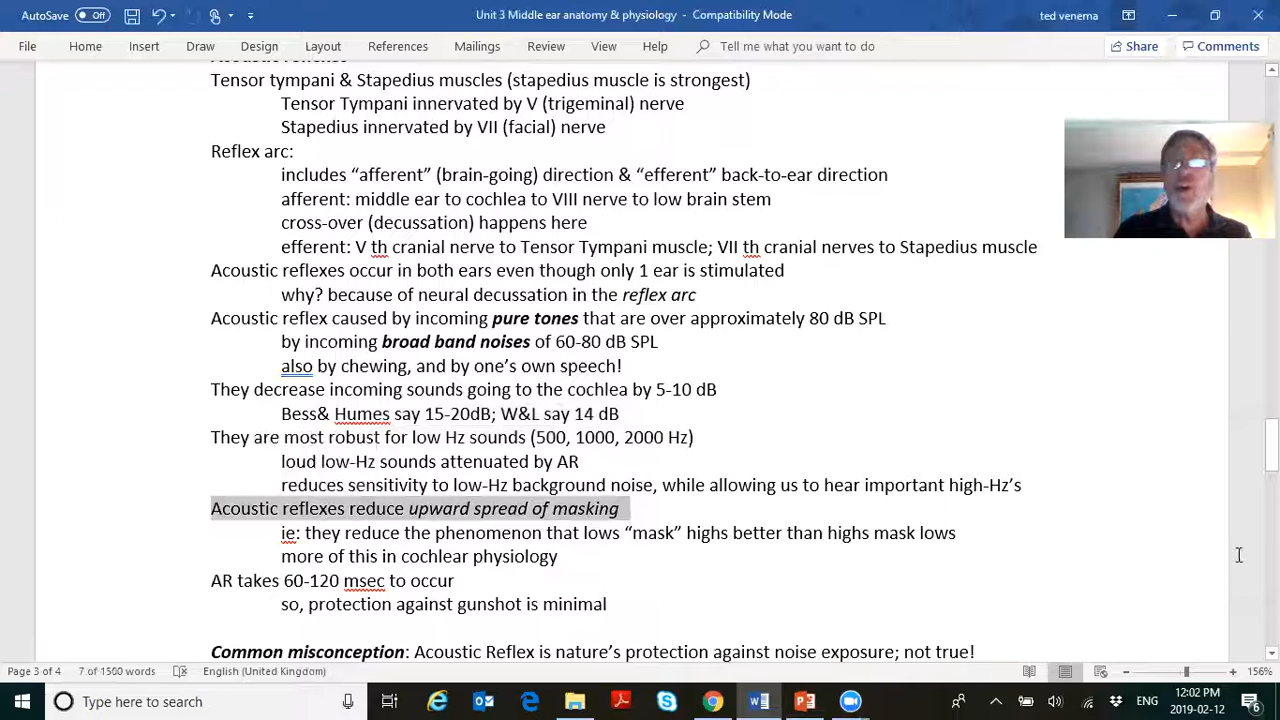 AutoSave Off Unit 3 Middle ear anatomy & physiology - Compatibility Mode ted venema
File Home Insert Draw Design Layout References Mailings Review View Help Tell me what you want to do Share Comments
Tensor tympani & Stapedius muscles (stapedius muscle is strongest)
Tensor Tympani innervated by V (trigeminal) nerve
Stapedius innervated by VII (facial) nerve
Reflex arc:
includes “afferent” (brain-going) direction & “efferent” back-to-ear direction
afferent: middle ear to cochlea to VIII nerve to low brain stem
cross-over (decussation) happens here
efferent: V th cranial nerve to Tensor Tympani muscle; VII th cranial nerves to Stapedius muscle
Acoustic reflexes occur in both ears even though only 1 ear is stimulated
why? because of neural decussation in the reflex arc
Acoustic reflex caused by incoming pure tones that are over approximately 80 dB SPL
by incoming broad band noises of 60-80 dB SPL
also by chewing, and by one’s own speech!
They decrease incoming sounds going to the cochlea by 5-10 dB
Bess& Humes say 15-20dB; W&L say 14 dB
They are most robust for low Hz sounds (500, 1000, 2000 Hz)
loud low-Hz sounds attenuated by AR
reduces sensitivity to low-Hz background noise, while allowing us to hear important high-Hz’s
Acoustic reflexes reduce upward spread of masking
ie: they reduce the phenomenon that lows “mask” highs better than highs mask lows
more of this in cochlear physiology
AR takes 60-120 msec to occur
so, protection against gunshot is minimal
Common misconception: Acoustic Reflex is nature’s protection against noise exposure; not true!
Page 3 of 4 7 of 1500 words English (United Kingdom) 156%
Type here to search ENG 12:02 PM
2019-02-12 6